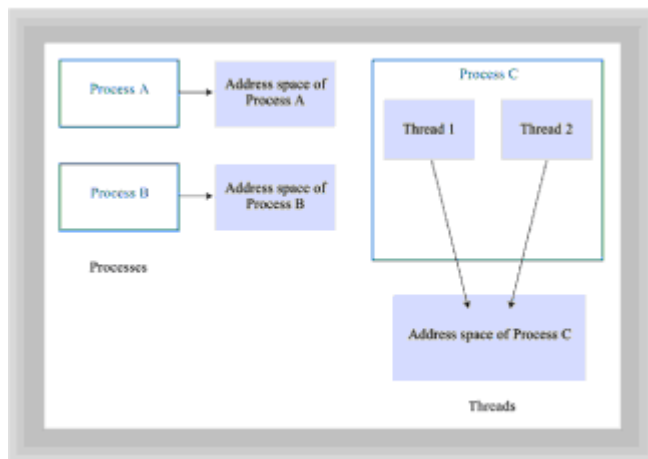 Process A
Address space of
Process A
Process B
Address space of
Process B
Processes
Process C
Thread 1
Thread 2
Address space of Process C
Threads